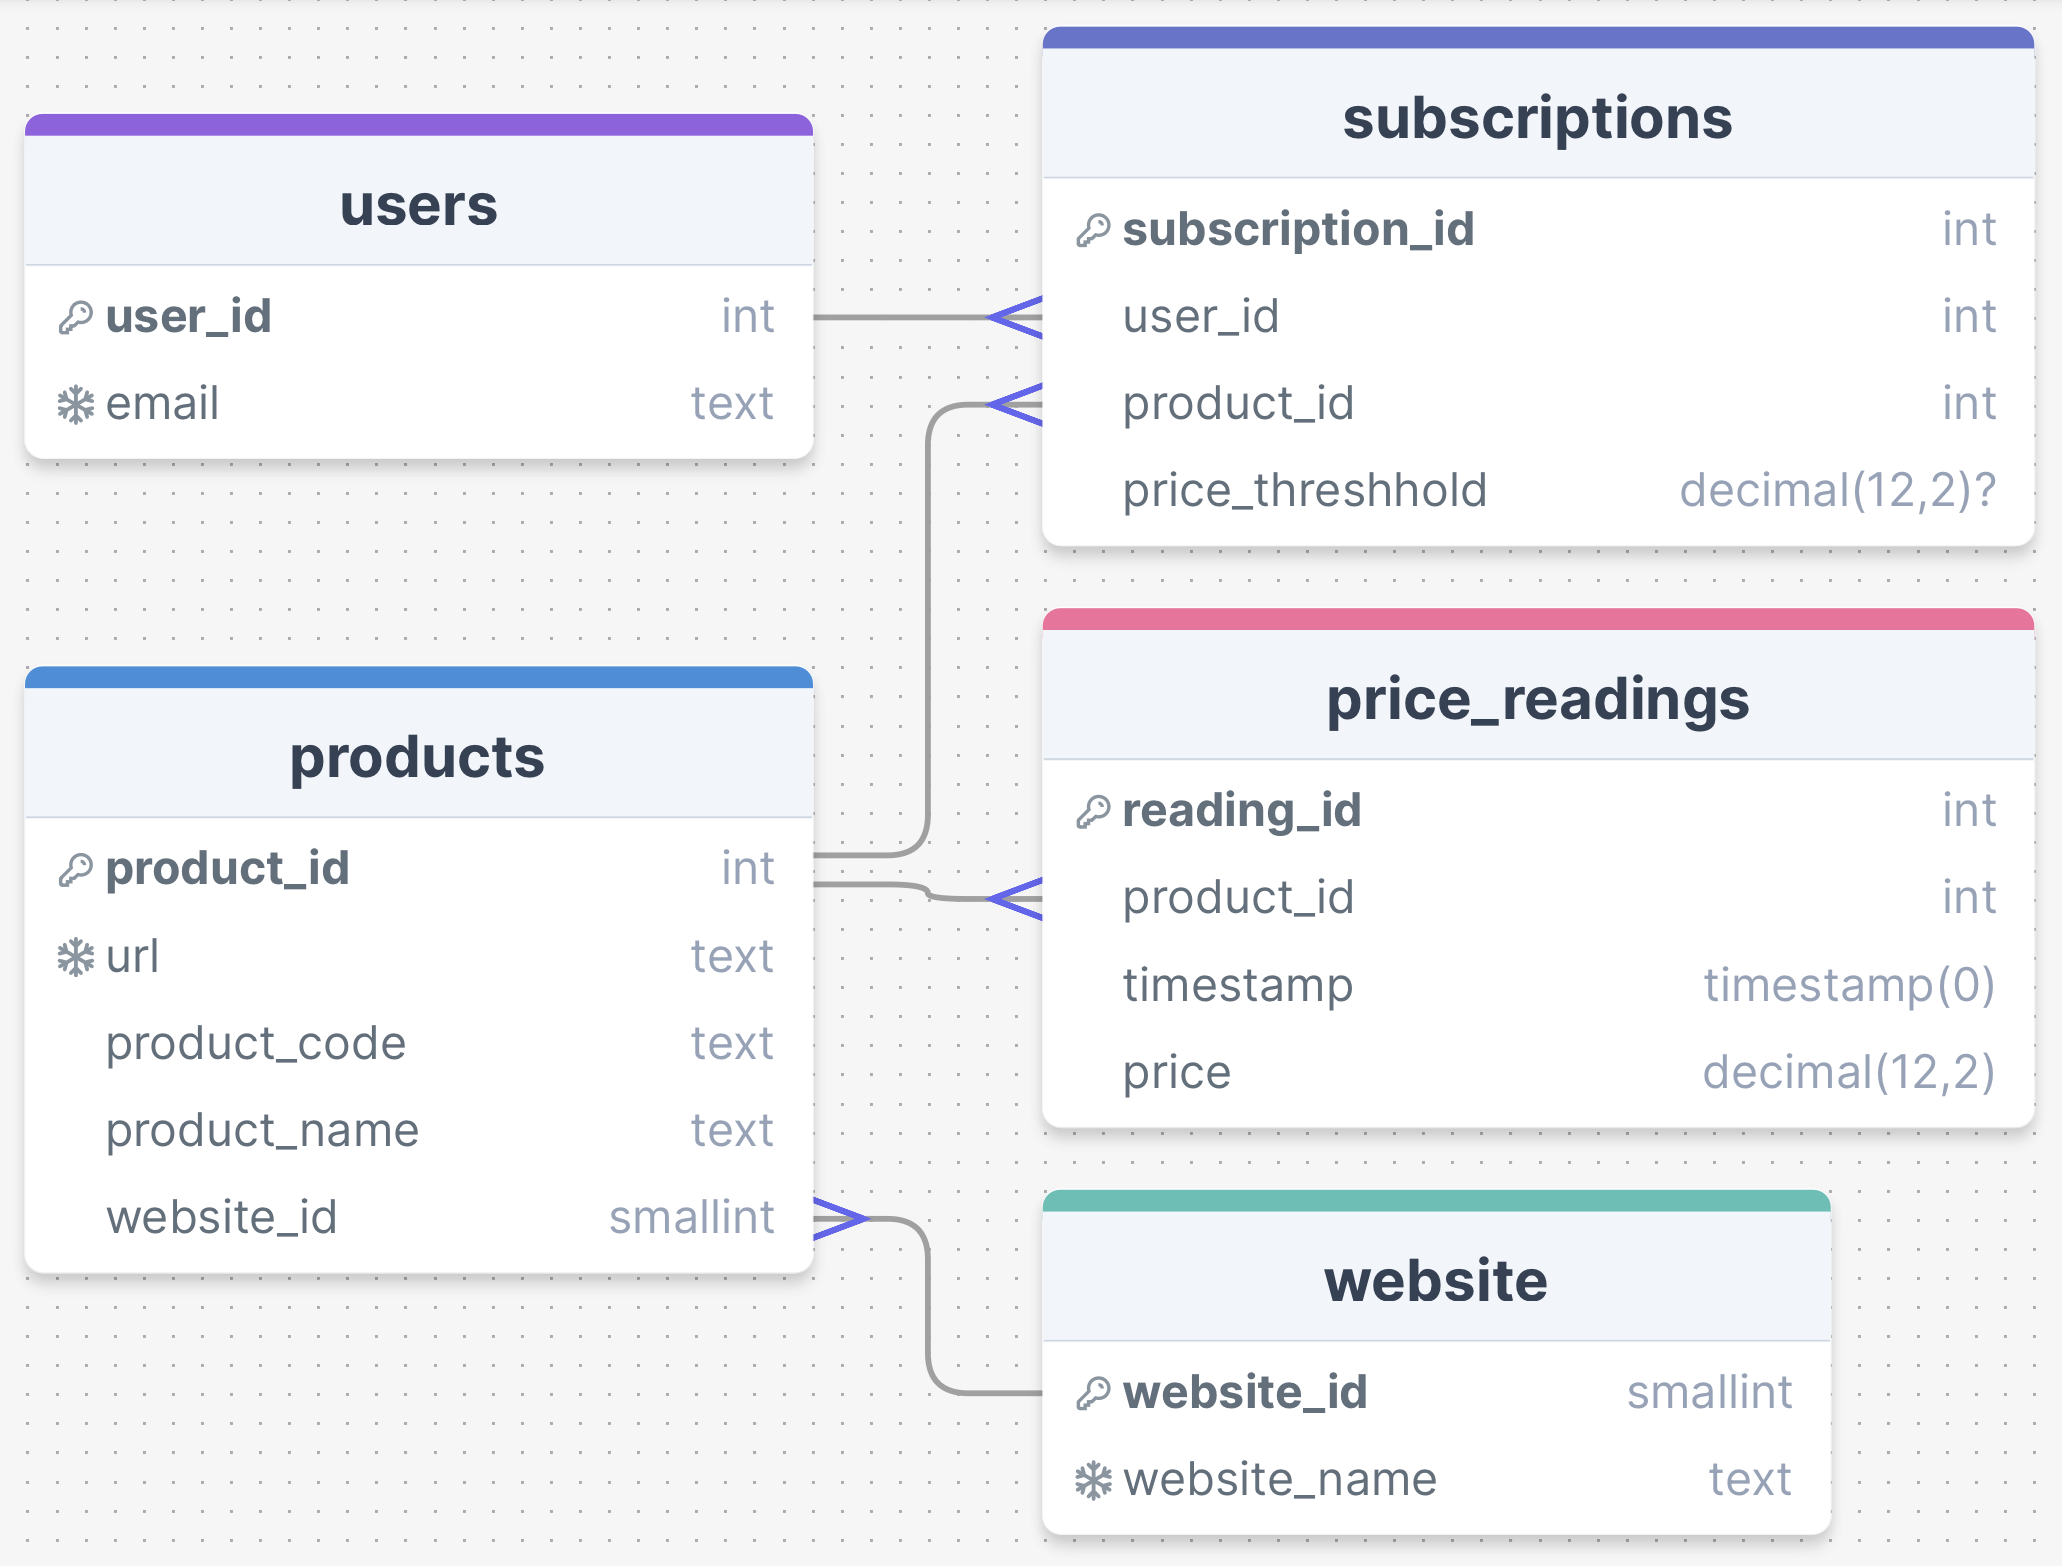 users
user_id int
email text
subscriptions
subscription_id int
user_id int
product_id int
price_threshhold decimal(12,2)?
products
product_id int
url text
product_code text
product_name text
website_id smallint
price_readings
reading_id int
product_id int
timestamp timestamp(0)
price decimal(12,2)
website
website_id smallint
website_name text